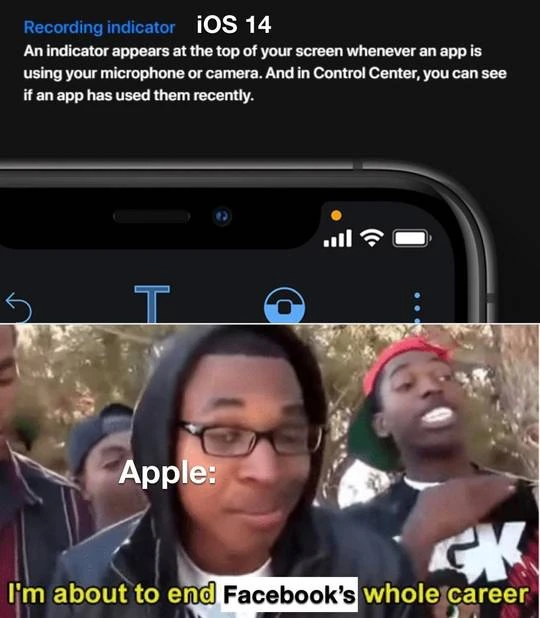 Recording indicator iOS 14
An indicator appears at the top of your screen whenever an app is
using your microphone or camera. And in Control Center, you can see
if an app has used them recently.
T
Apple:
GK
I'm about to end Facebook's whole career